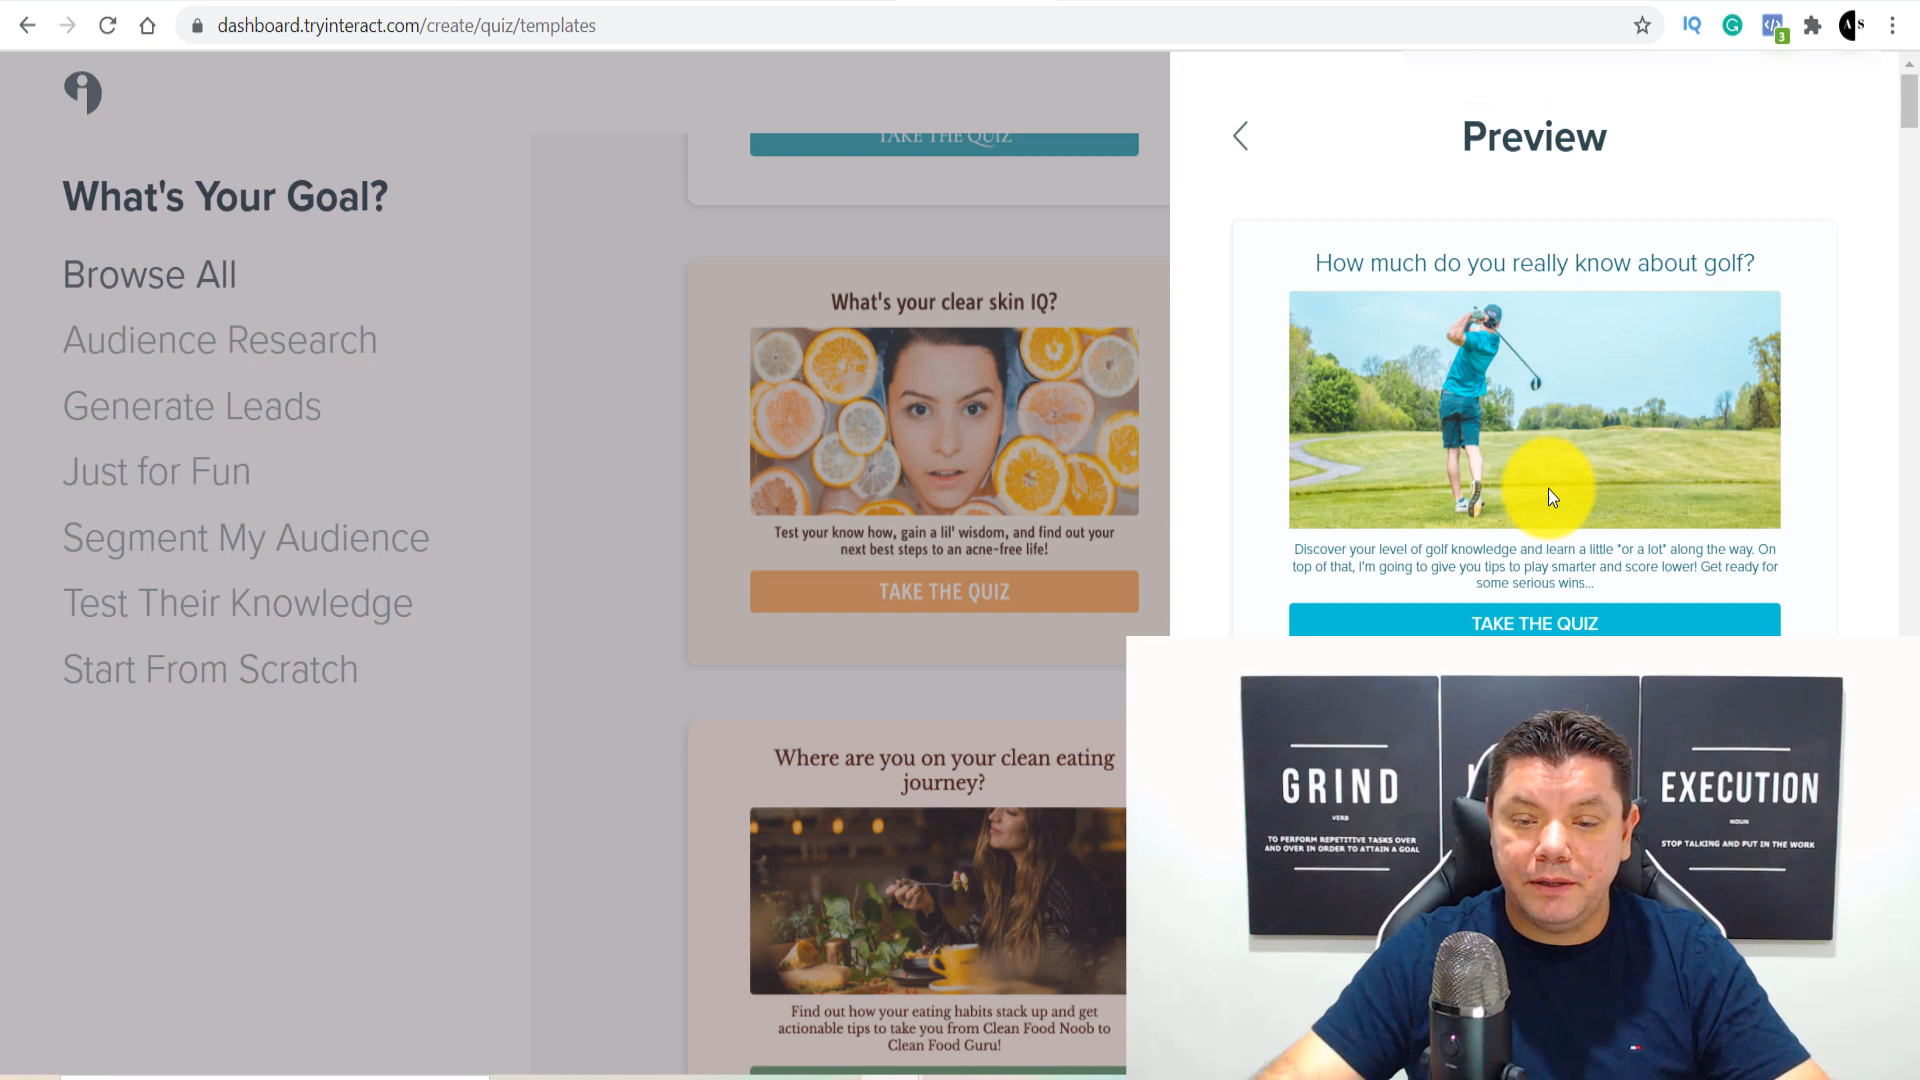 dashboard.tryinteract.com/create/quiz/templates
IQ
3
A S
What's Your Goal?
Browse All
Audience Research
Generate Leads
Just for Fun
Segment My Audience
Test Their Knowledge
Start From Scratch
TAKE THE QUIZ
What's your clear skin IQ?
Test your know how, gain a lil' wisdom, and find out your
next best steps to an acne-free life!
TAKE THE QUIZ
Where are you on your clean eating
journey?
Find out how your eating habits stack up and get
actionable tips to take you from Clean Food Noob to
Clean Food Guru!
Preview
How much do you really know about golf?
Discover your level of golf knowledge and learn a little *or a lot* along the way. On
top of that, I'm going to give you tips to play smarter and score lower! Get ready for
some serious wins...
TAKE THE QUIZ
GRIND
VERB
TO PERFORM REPETITIVE TASKS OVER
AND OVER IN ORDER TO ATTAIN A GOAL
EXECUTION
NOUN
STOP TALKING AND PUT IN THE WORK